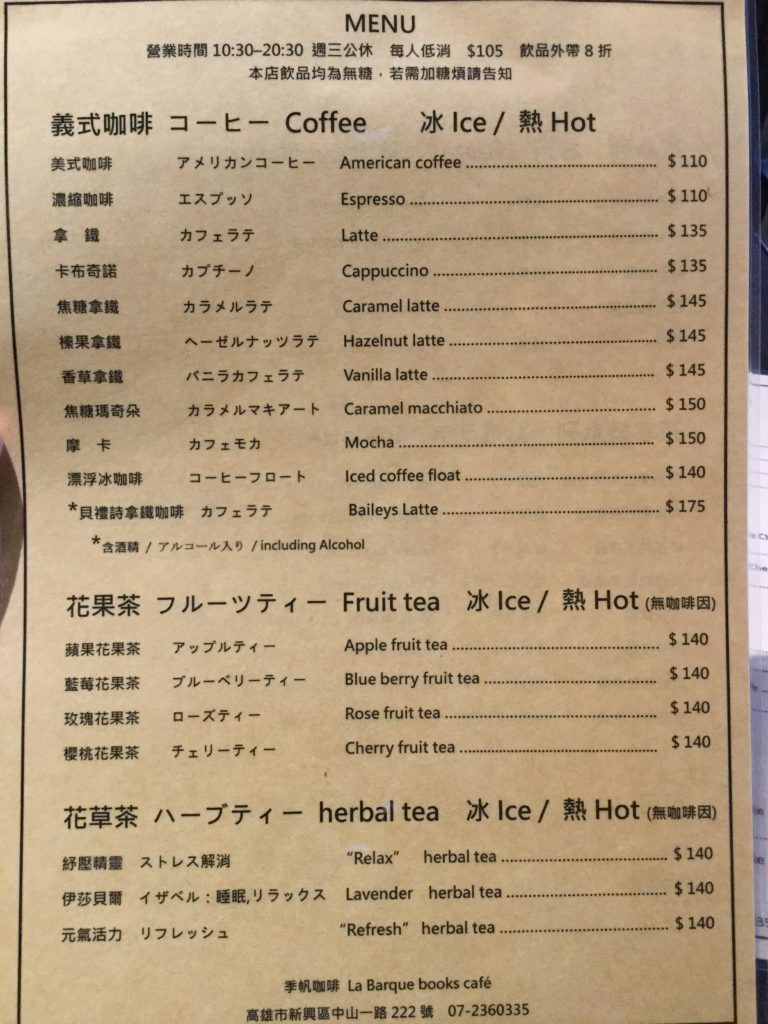 MENU
營業時間 10:30–20:30 週三公休 每人低消 $105 飲品外帶 8 折
本店飲品均為無糖，若需加糖煩請告知
義式咖啡 コーヒー Coffee 冰 Ice / 熱 Hot
美式咖啡 アメリカンコーヒー American coffee $ 110
濃縮咖啡 エスプッソ Espresso $ 110
拿 鐵 カフェラテ Latte $ 135
卡布奇諾 カプチーノ Cappuccino $ 135
焦糖拿鐵 カラメルラテ Caramel latte $ 145
榛果拿鐵 ヘーゼルナッツラテ Hazelnut latte $ 145
香草拿鐵 バニラカフェラテ Vanilla latte $ 145
焦糖瑪奇朵 カラメルマキアート Caramel macchiato $ 150
摩 卡 カフェモカ Mocha $ 150
漂浮冰咖啡 コーヒーフロート Iced coffee float $ 140
*貝禮詩拿鐵咖啡 カフェラテ Baileys Latte $ 175
*含酒精 / アルコール入り / including Alcohol
花果茶 フルーツティー Fruit tea 冰 Ice / 熱 Hot (無咖啡因)
蘋果花果茶 アップルティー Apple fruit tea $ 140
藍莓花果茶 ブルーベリーティー Blue berry fruit tea $ 140
玫瑰花果茶 ローズティー Rose fruit tea $ 140
櫻桃花果茶 チェリーティー Cherry fruit tea $ 140
花草茶 ハーブティー herbal tea 冰 Ice / 熱 Hot (無咖啡因)
紓壓精靈 ストレス解消 “Relax” herbal tea $ 140
伊莎貝爾 イザベル：睡眠,リラックス Lavender herbal tea $ 140
元氣活力 リフレッシュ “Refresh” herbal tea $ 140
季帆咖啡 La Barque books café
高雄市新興區中山一路 222 號 07-2360335